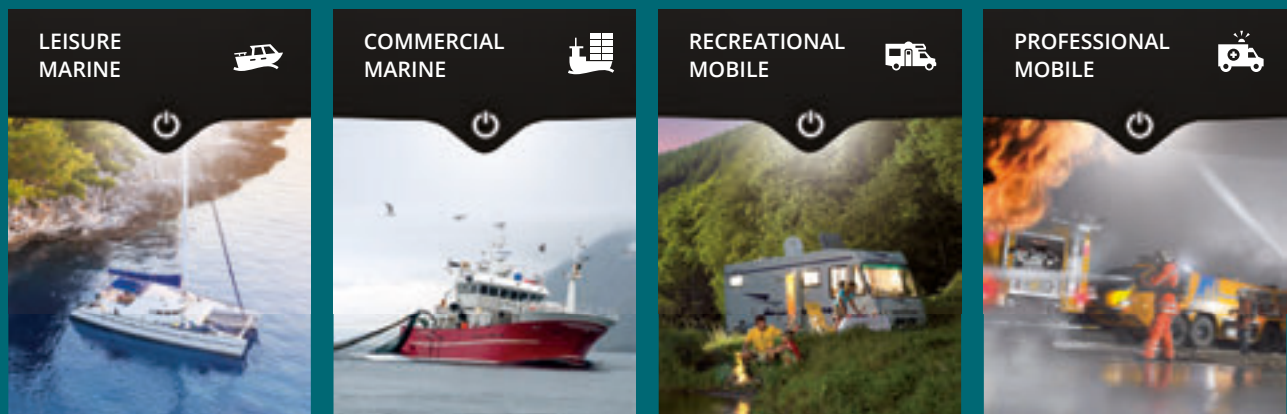 LEISURE
MARINE
COMMERCIAL
MARINE
RECREATIONAL
MOBILE
PROFESSIONAL
MOBILE